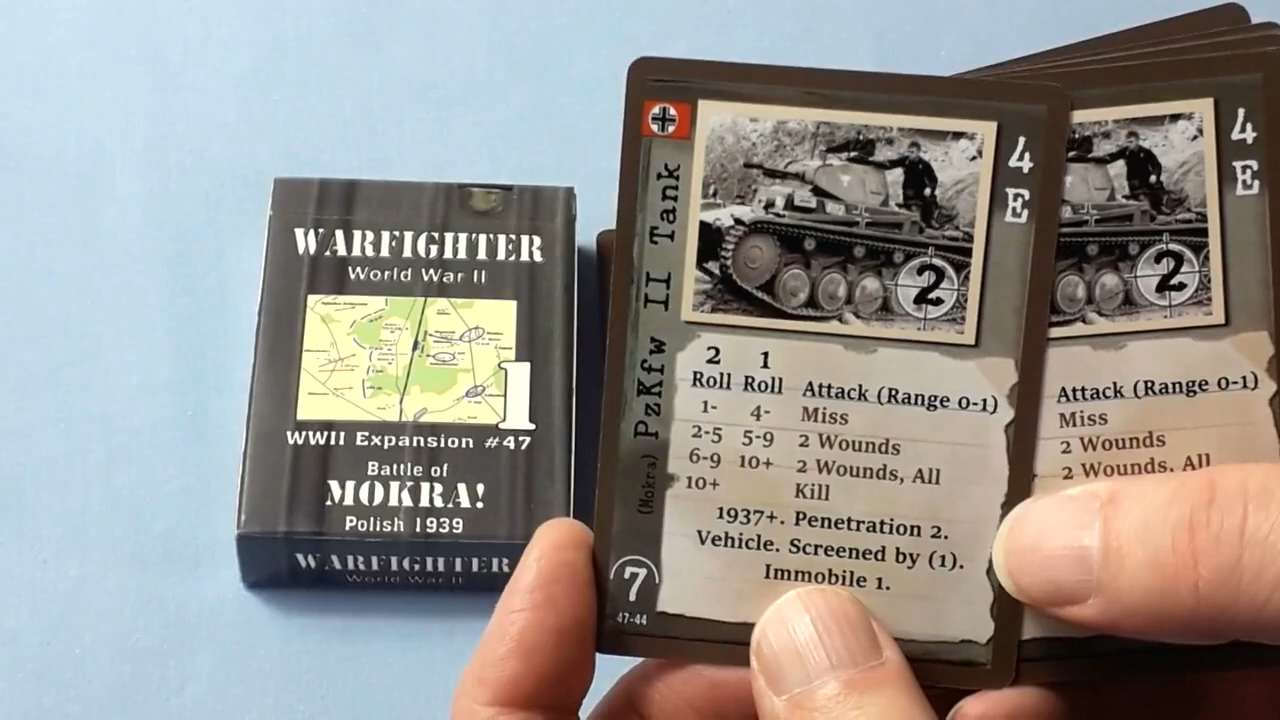 WARFIGHTER
World War II
1
WWII Expansion #47
Battle of
MOKRA!
Polish 1939
WARFIGHTER
World War II
(Mokra) PzKfw II Tank
4
E
2
2 1
Roll Roll Attack (Range 0-1)
1- 4- Miss
2-5 5-9 2 Wounds
6-9 10+ 2 Wounds, All
10+ Kill
1937+. Penetration 2.
Vehicle. Screened by (1).
Immobile 1.
7
47-44
4
E
2
Attack (Range 0-1)
Miss
2 Wounds
2 Wounds, All